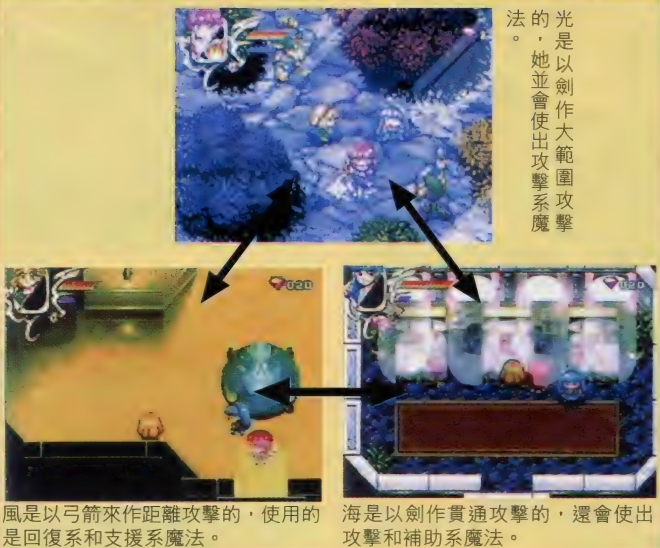 光是以劍作大範圍攻擊
的，她並會使出攻擊系魔
法。
020
020
風是以弓箭來作距離攻擊的，使用的
是回復系和支援系魔法。
海是以劍作貫通攻擊的，還會使出
攻擊和補助系魔法。